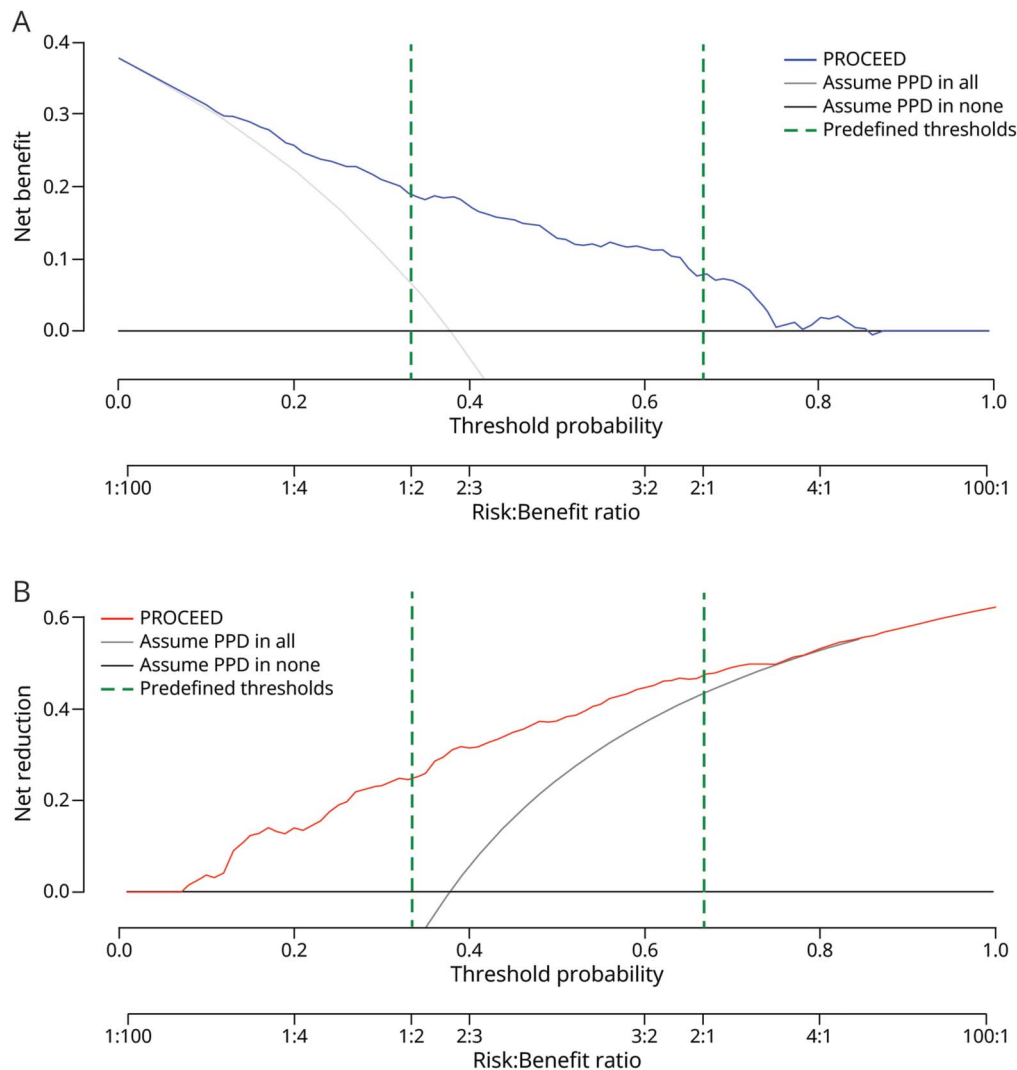 A
0.4
0.3
0.2
0.1
0.0
Net benefit
PROCEED
Assume PPD in all
Assume PPD in none
Predefined thresholds
0.0 0.2 0.4 0.6 0.8 1.0
Threshold probability
1:100 1:4 1:2 2:3 3:2 2:1 4:1 100:1
Risk:Benefit ratio
B
0.6
0.4
0.2
0.0
Net reduction
PROCEED
Assume PPD in all
Assume PPD in none
Predefined thresholds
0.0 0.2 0.4 0.6 0.8 1.0
Threshold probability
1:100 1:4 1:2 2:3 3:2 2:1 4:1 100:1
Risk:Benefit ratio